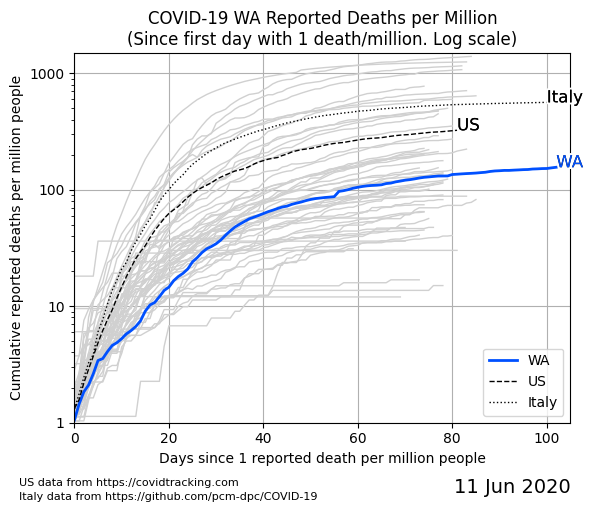 COVID-19 WA Reported Deaths per Million
(Since first day with 1 death/million. Log scale)
Cumulative reported deaths per million people
1000
100
10
1
Italy
US
WA
WA
US
Italy
0 20 40 60 80 100
Days since 1 reported death per million people
US data from https://covidtracking.com
Italy data from https://github.com/pcm-dpc/COVID-19
11 Jun 2020